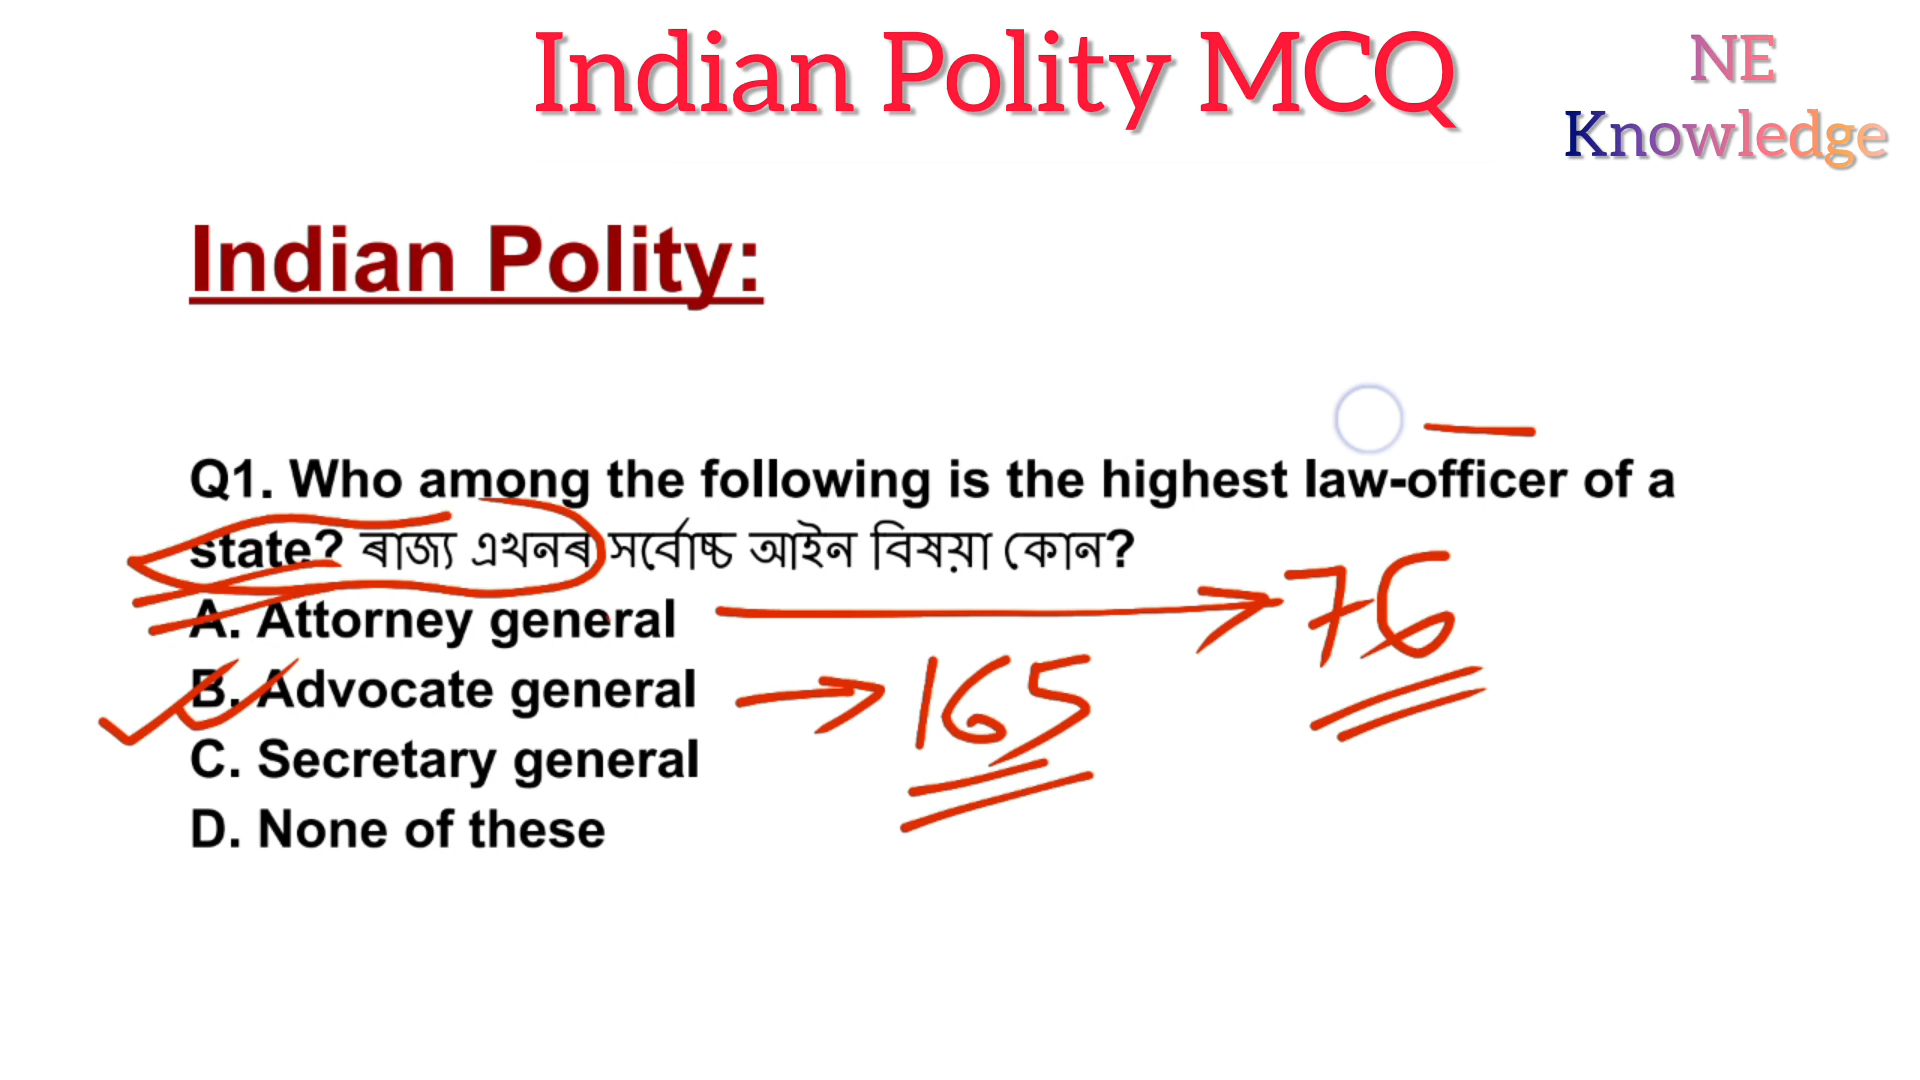 Indian Polity MCQ
NE
Knowledge
Indian Polity:
Q1. Who among the following is the highest law-officer of a
state? ৰাজ্য এখনৰ সৰ্বোচ্চ আইন বিষয়া কোন?
A. Attorney general
76
B. Advocate general
165
C. Secretary general
D. None of these